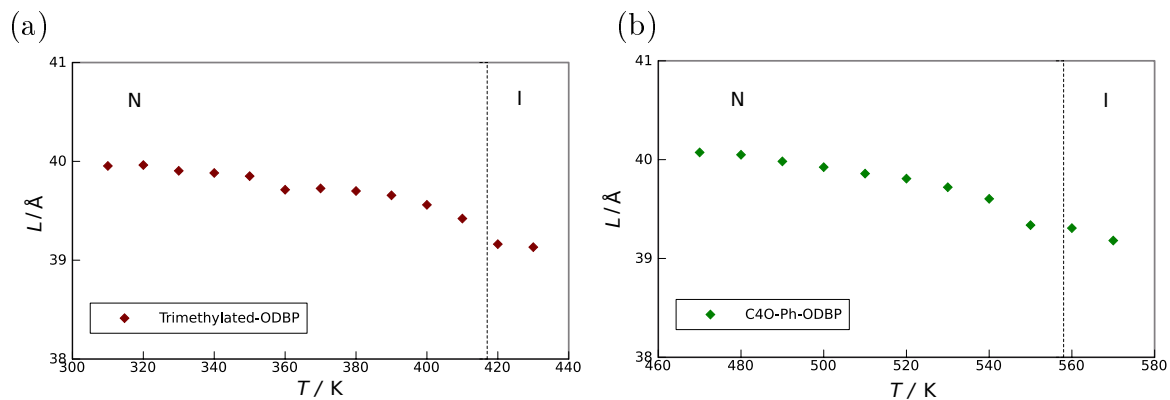 (a)
41
40
39
38
L / Å
N
I
Trimethylated-ODBP
300 320 340 360 380 400 420 440
T / K
(b)
41
40
39
38
L / Å
N
I
C4O-Ph-ODBP
460 480 500 520 540 560 580
T / K